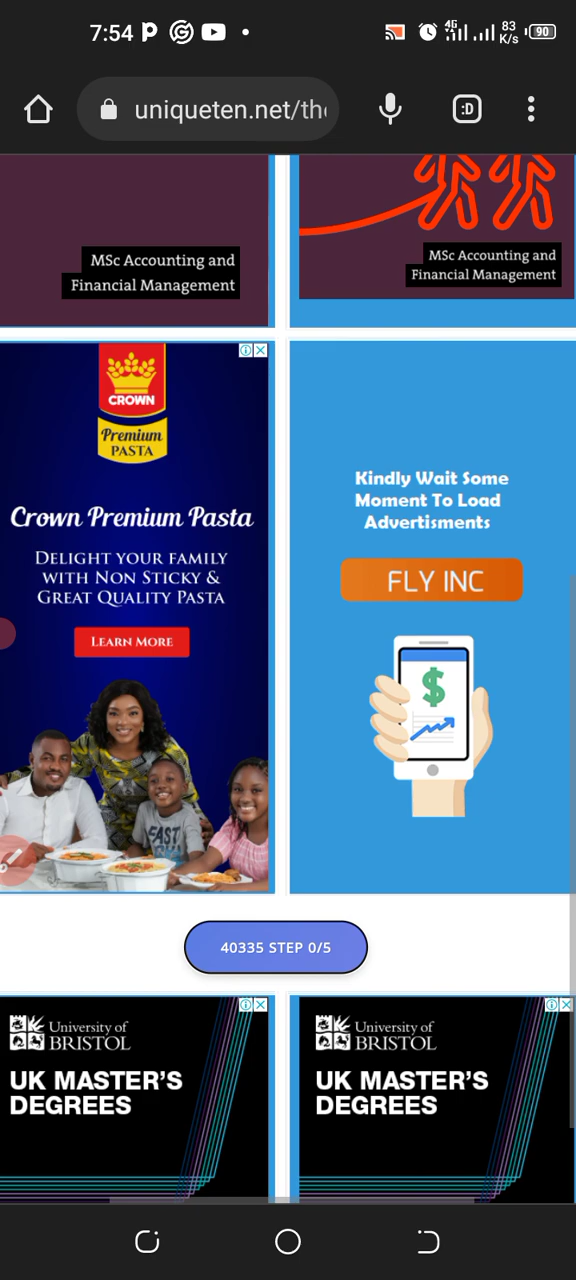 7:54
4G
83
K/s
90
uniqueten.net/th
:D
MSc Accounting and
Financial Management
MSc Accounting and
Financial Management
CROWN
Premium
PASTA
Crown Premium Pasta
DELIGHT YOUR FAMILY
WITH NON STICKY &
GREAT QUALITY PASTA
LEARN MORE
EAST
Kindly Wait Some
Moment To Load
Advertisments
FLY INC
$
40335 STEP 0/5
University of
BRISTOL
UK MASTER'S
DEGREES
University of
BRISTOL
UK MASTER'S
DEGREES